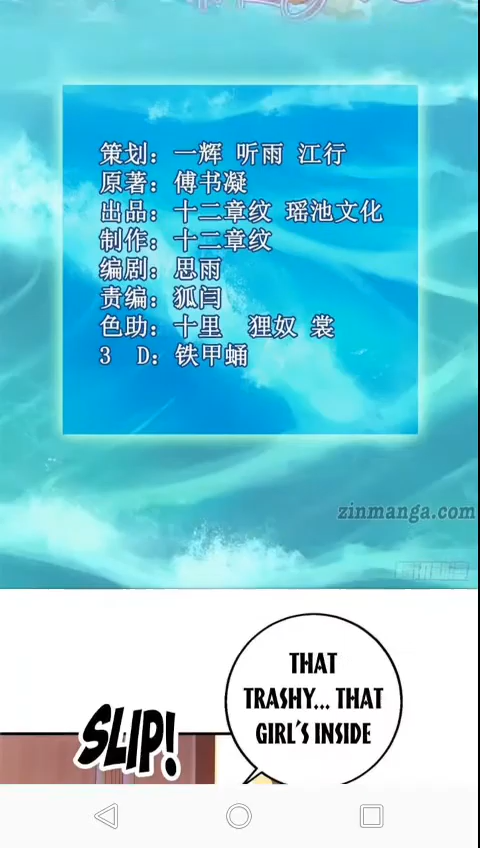 策划：一辉 听雨 江行
原著：傅书凝
出品：十二章纹 瑶池文化
制作：十二章纹
编剧：思雨
责编：狐闫
色助：十里 狸奴 裳
3 D：铁甲蛹
zinmanga.com
THAT
TRASHY... THAT
GIRL'S INSIDE
SLIP!